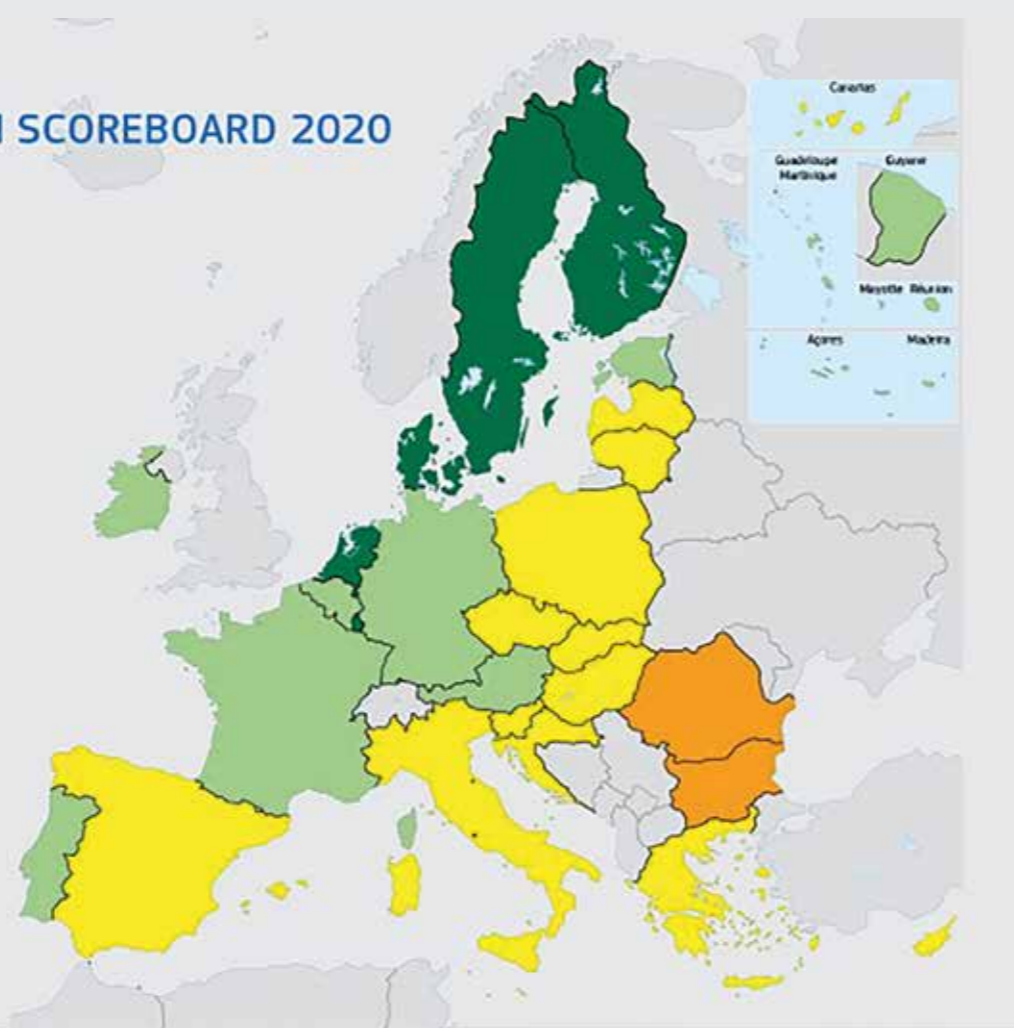 SCOREBOARD 2020
Canarias
Guadeloupe
Martinique
Guyane
Mayotte Réunion
Açores
Madeira